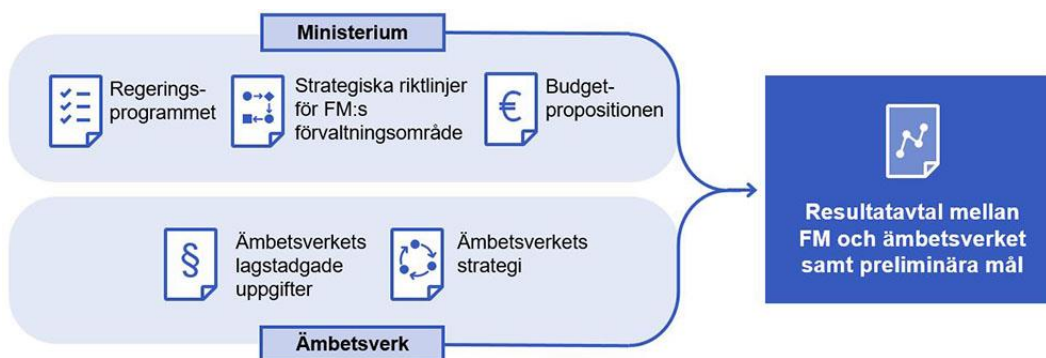 Ministerium
Regerings-
programmet
Strategiska riktlinjer
för FM:s
förvaltningsområde
€
Budget-
propositionen
§
Ämbetsverkets
lagstadgade
uppgifter
Ämbetsverkets
strategi
Ämbetsverk
Resultatavtal mellan
FM och ämbetsverket
samt preliminära mål